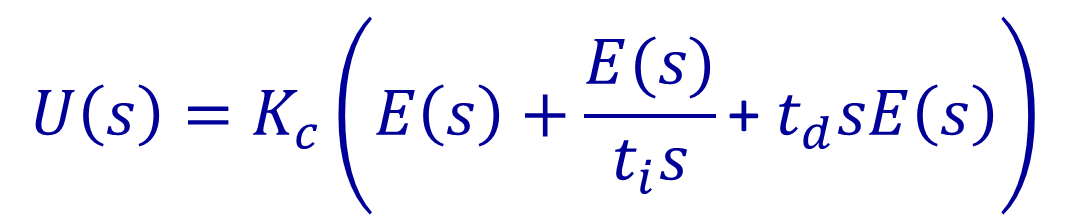 U(s) = K_c ( E(s) + E(s)/(t_i s) + t_d sE(s) )